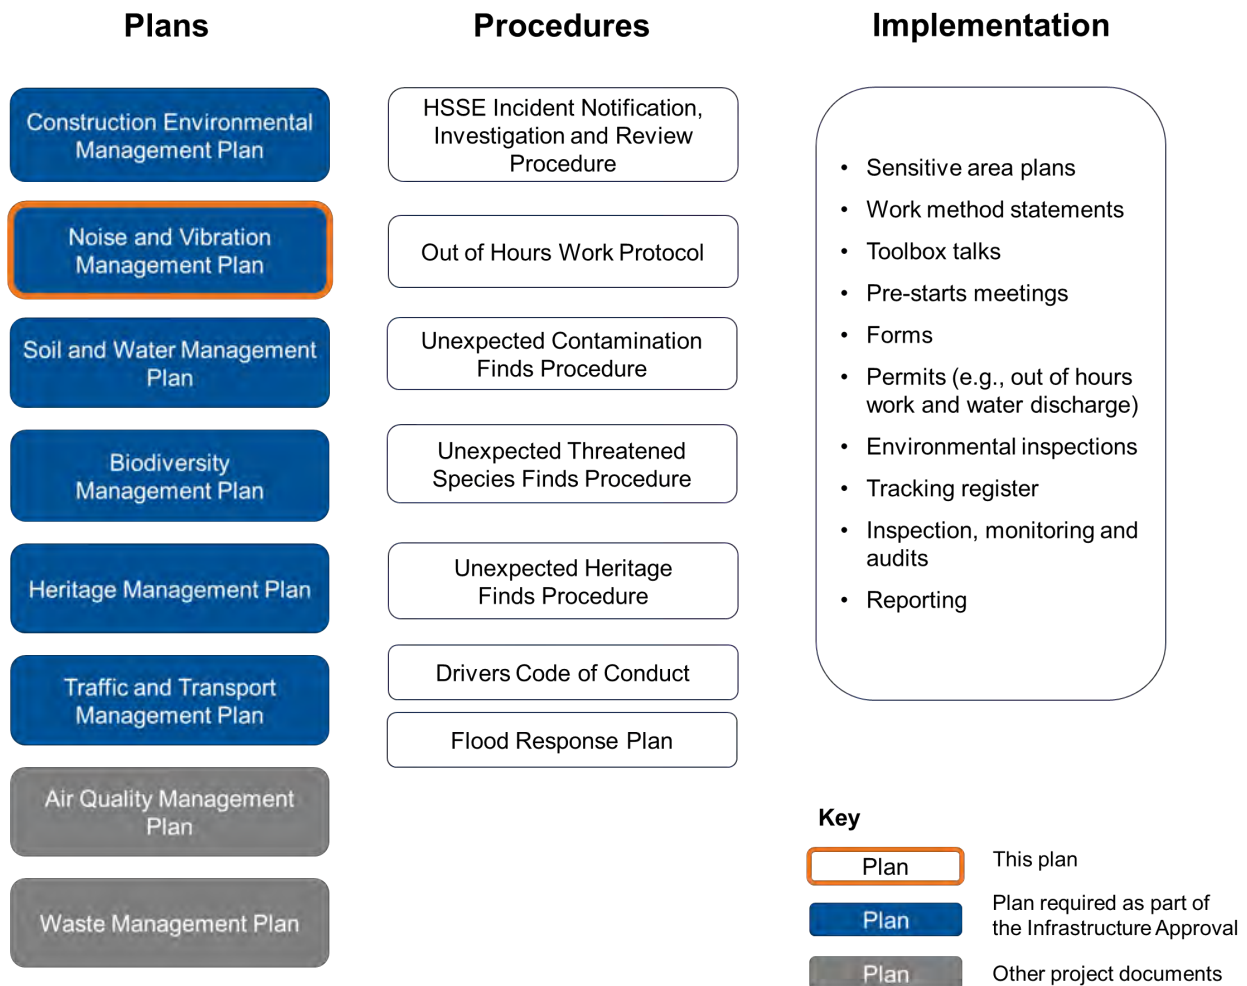 Plans
Construction Environmental
Management Plan
Noise and Vibration
Management Plan
Soil and Water Management
Plan
Biodiversity
Management Plan
Heritage Management Plan
Traffic and Transport
Management Plan
Air Quality Management
Plan
Waste Management Plan
Procedures
HSSE Incident Notification,
Investigation and Review
Procedure
Out of Hours Work Protocol
Unexpected Contamination
Finds Procedure
Unexpected Threatened
Species Finds Procedure
Unexpected Heritage
Finds Procedure
Drivers Code of Conduct
Flood Response Plan
Implementation
• Sensitive area plans
• Work method statements
• Toolbox talks
• Pre-starts meetings
• Forms
• Permits (e.g., out of hours
work and water discharge)
• Environmental inspections
• Tracking register
• Inspection, monitoring and
audits
• Reporting
Key
Plan
This plan
Plan
Plan required as part of
the Infrastructure Approval
Plan
Other project documents